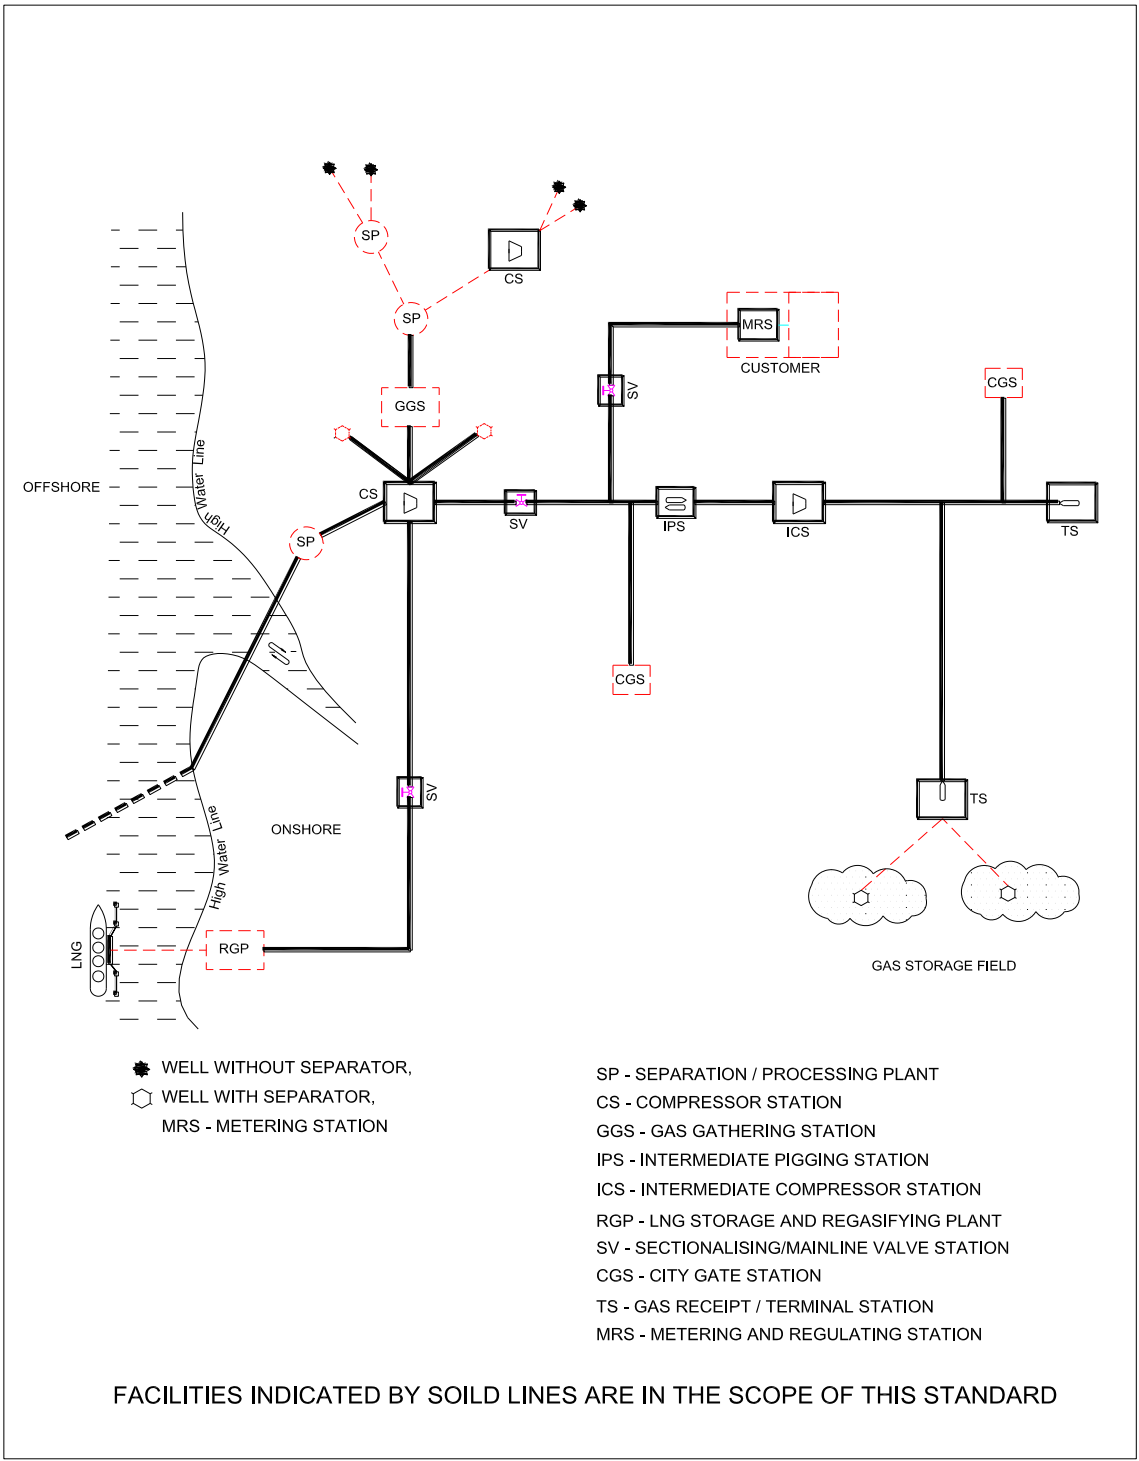 SP
CS
SP
MRS
CUSTOMER
SV
CGS
GGS
High Water Line
OFFSHORE
CS
SV
IPS
ICS
TS
SP
CGS
SV
TS
ONSHORE
High Water Line
LNG
RGP
GAS STORAGE FIELD
WELL WITHOUT SEPARATOR,
WELL WITH SEPARATOR,
MRS - METERING STATION
SP - SEPARATION / PROCESSING PLANT
CS - COMPRESSOR STATION
GGS - GAS GATHERING STATION
IPS - INTERMEDIATE PIGGING STATION
ICS - INTERMEDIATE COMPRESSOR STATION
RGP - LNG STORAGE AND REGASIFYING PLANT
SV - SECTIONALISING/MAINLINE VALVE STATION
CGS - CITY GATE STATION
TS - GAS RECEIPT / TERMINAL STATION
MRS - METERING AND REGULATING STATION
FACILITIES INDICATED BY SOILD LINES ARE IN THE SCOPE OF THIS STANDARD